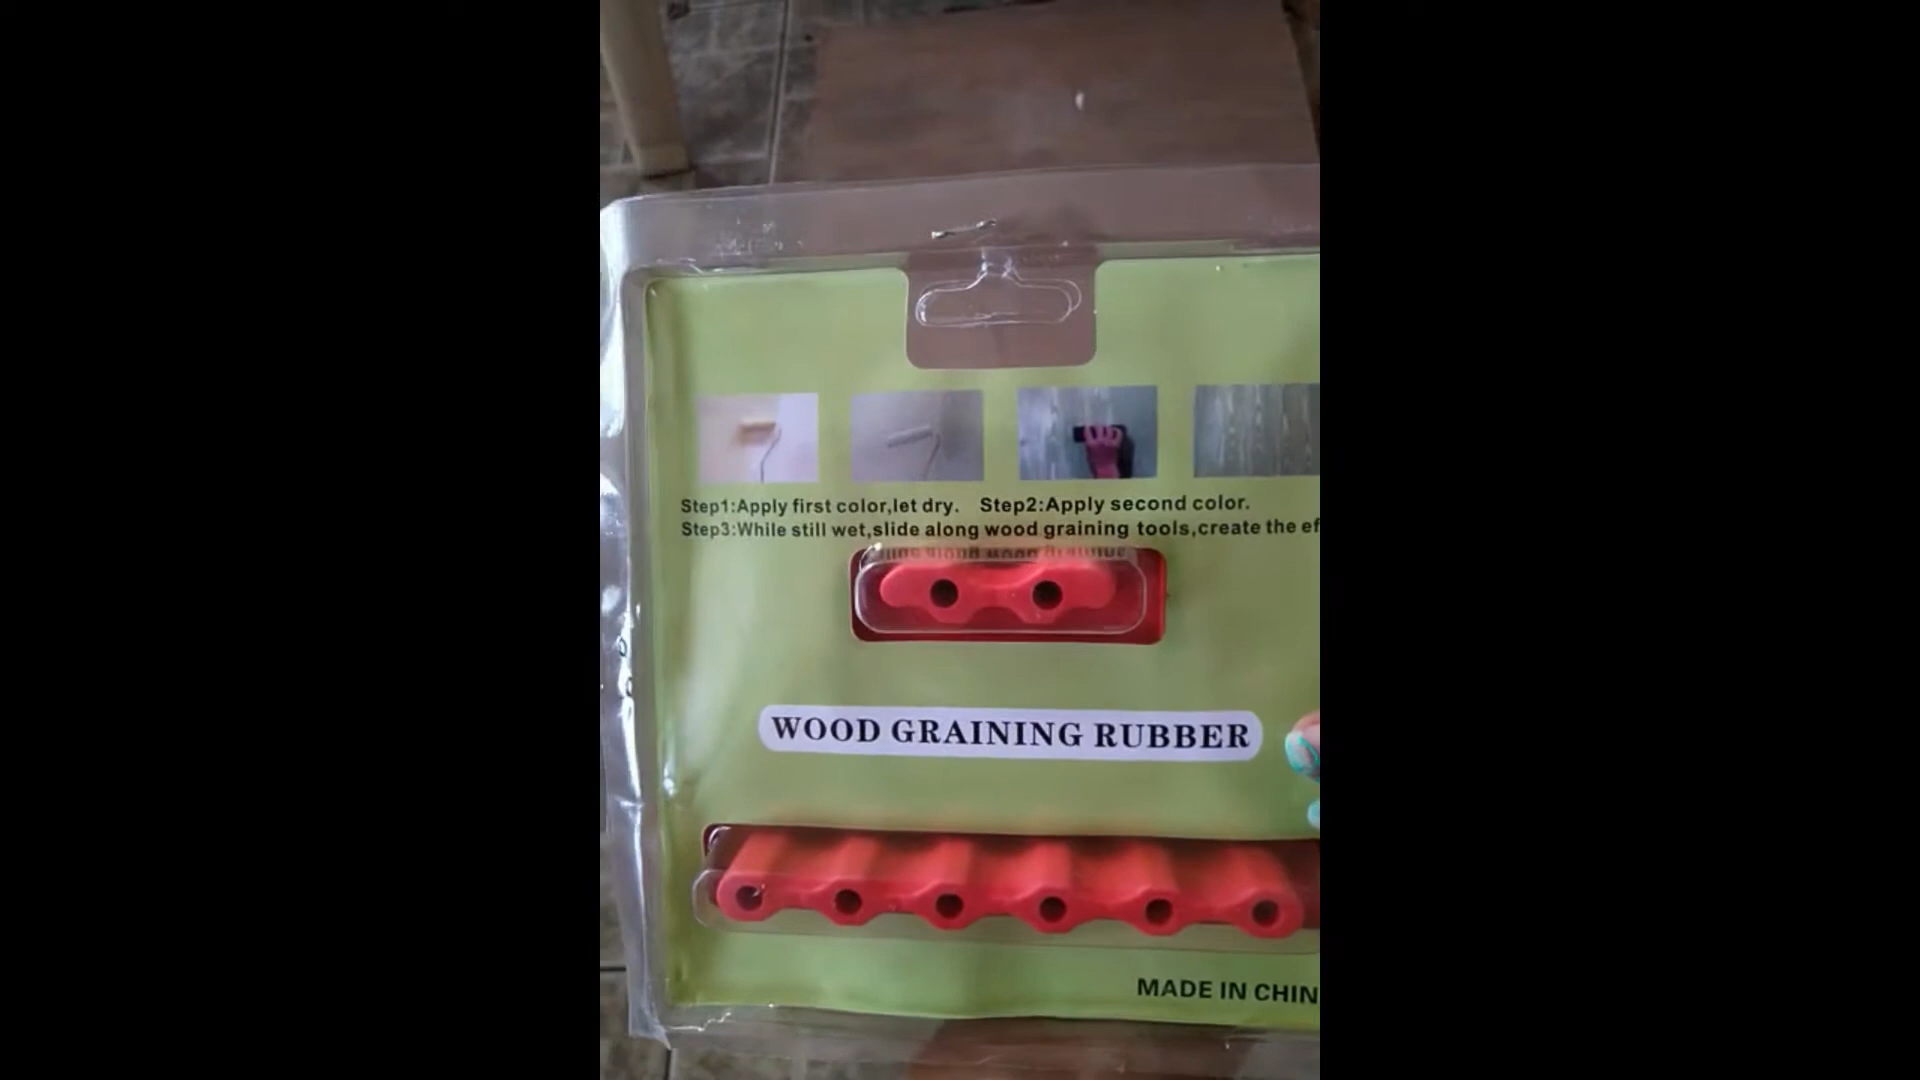 Step1:Apply first color,let dry. Step2:Apply second color.
Step3:While still wet,slide along wood graining tools,create the ef
WOOD GRAINING RUBBER
MADE IN CHIN